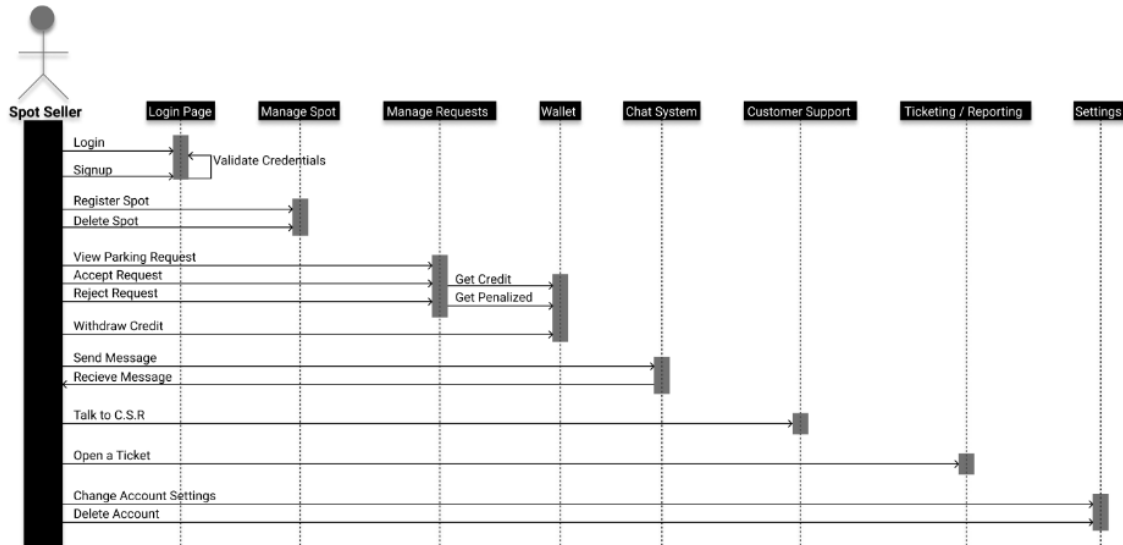 Spot Seller
Login Page
Manage Spot
Manage Requests
Wallet
Chat System
Customer Support
Ticketing / Reporting
Settings
Login
Validate Credentials
Signup
Register Spot
Delete Spot
View Parking Request
Accept Request
Get Credit
Reject Request
Get Penalized
Withdraw Credit
Send Message
Recieve Message
Talk to C.S.R
Open a Ticket
Change Account Settings
Delete Account